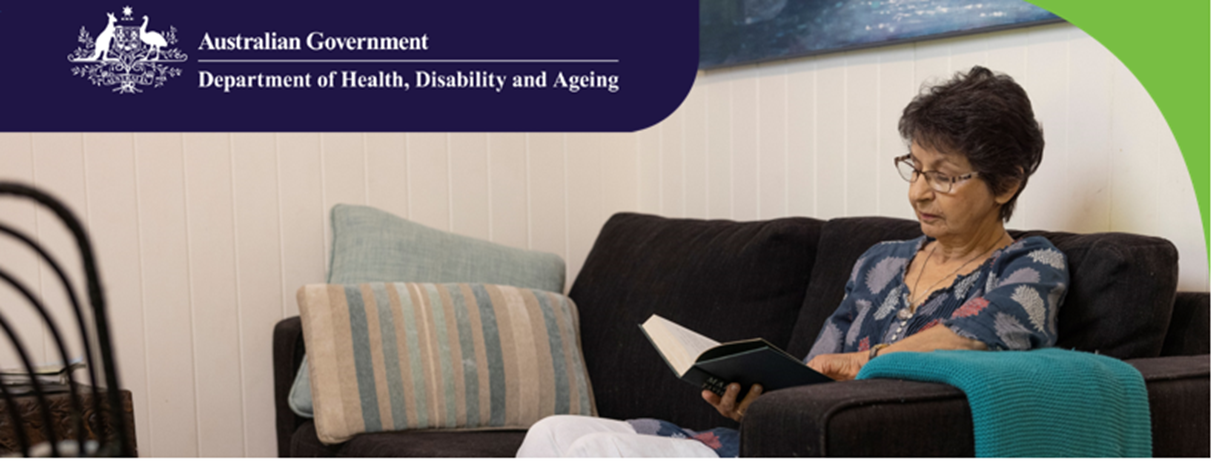 Australian Government
Department of Health, Disability and Ageing